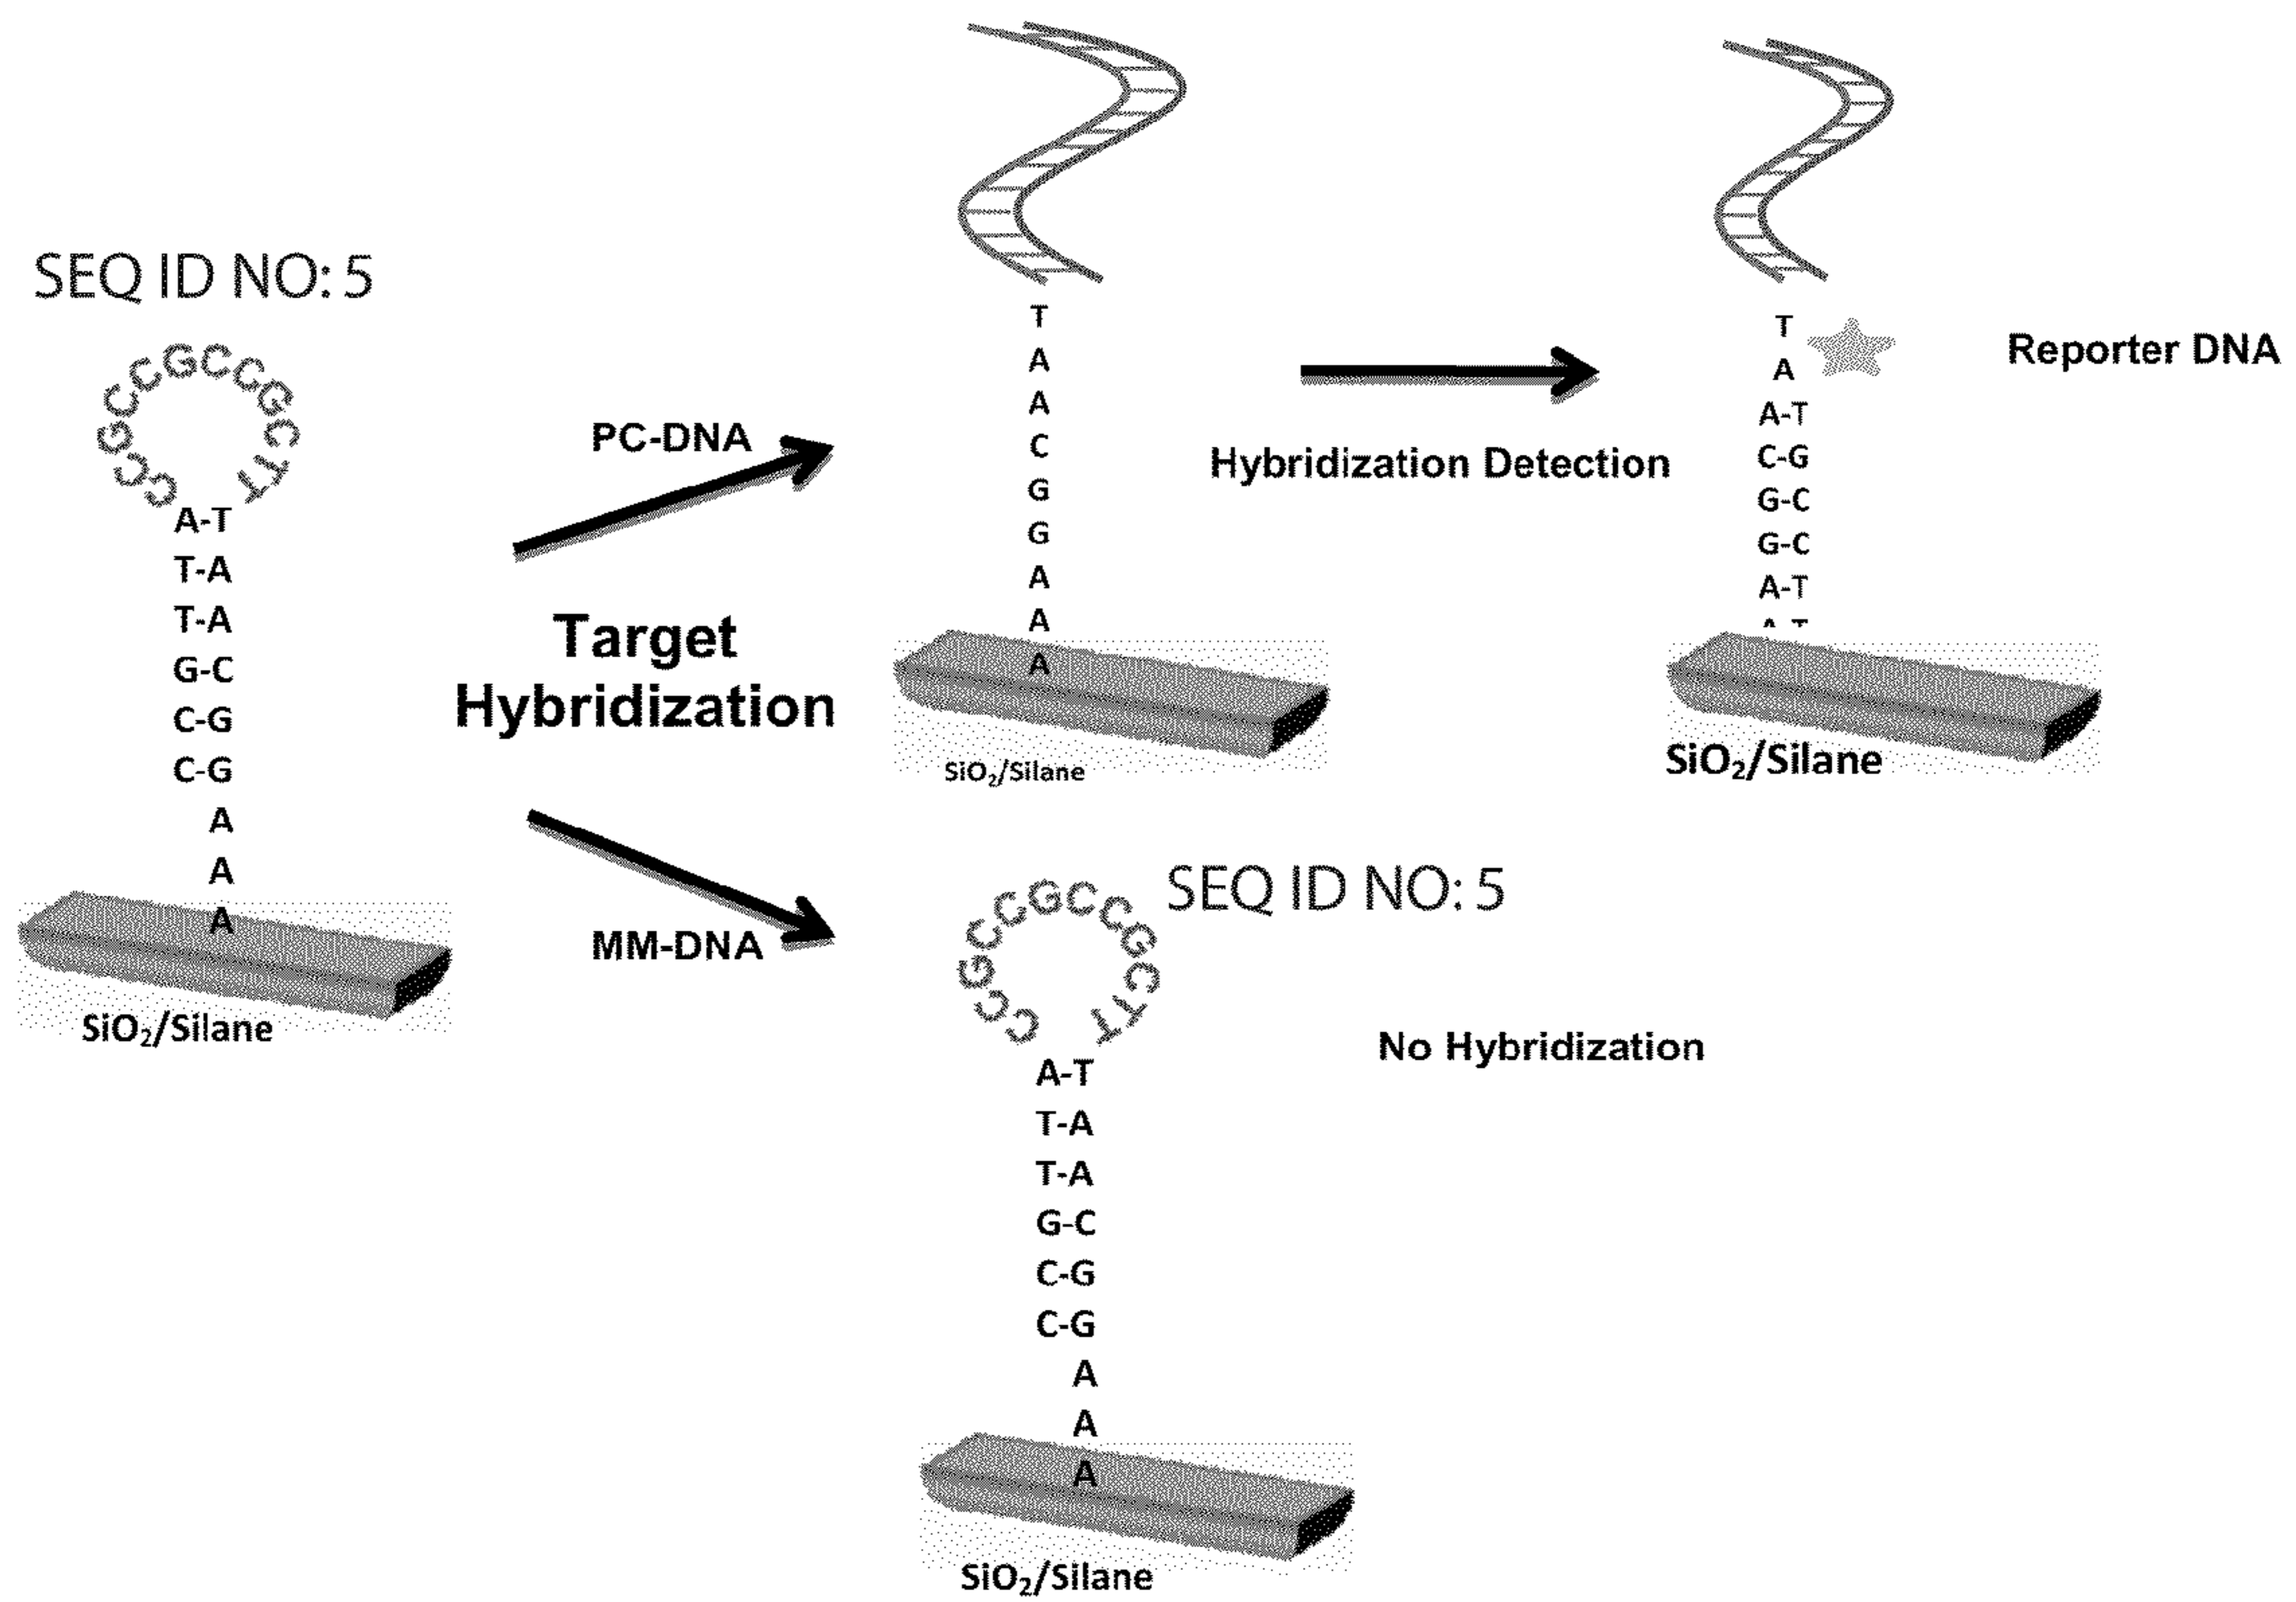 SEQ ID NO: 5
CCGCCGCCGCTT
A-T
T-A
T-A
G-C
C-G
C-G
A
A
A
SiO₂/Silane
PC-DNA
Target
Hybridization
MM-DNA
T
A
A
C
G
G
A
A
A
SiO₂/Silane
Hybridization Detection
T
A
A-T
C-G
G-C
G-C
A-T
A T
SiO₂/Silane
Reporter DNA
SEQ ID NO: 5
CCGCCGCCGCTT
A-T
T-A
T-A
G-C
C-G
C-G
A
A
A
SiO₂/Silane
No Hybridization